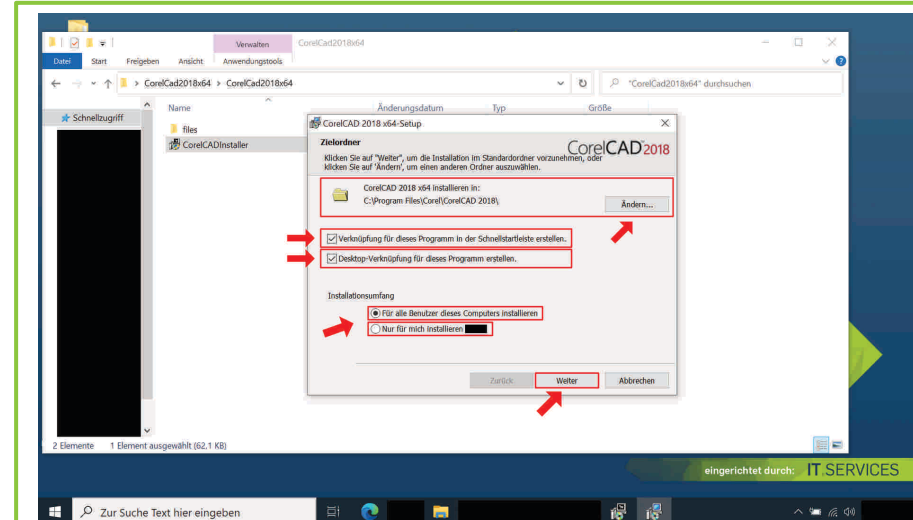 Verwalten
CorelCad2018x64
Datei Start Freigeben Ansicht Anwendungstools
CorelCad2018x64 > CorelCad2018x64
"CorelCad2018x64" durchsuchen
Name Änderungsdatum Typ Größe
Schnellzugriff
files
CorelCADInstaller
CorelCAD 2018 x64-Setup
Zielordner
CorelCAD 2018
Klicken Sie auf "Weiter", um die Installation im Standardordner vorzunehmen, oder
klicken Sie auf 'Ändern', um einen anderen Ordner auszuwählen.
CorelCAD 2018 x64 installieren in:
C:\Program Files\Corel\CorelCAD 2018\
Ändern...
Verknüpfung für dieses Programm in der Schnellstartleiste erstellen.
Desktop-Verknüpfung für dieses Programm erstellen.
Installationsumfang
Für alle Benutzer dieses Computers installieren
Nur für mich installieren
Zurück Weiter Abbrechen
2 Elemente 1 Element ausgewählt (62,1 KB)
eingerichtet durch: IT.SERVICES
Zur Suche Text hier eingeben